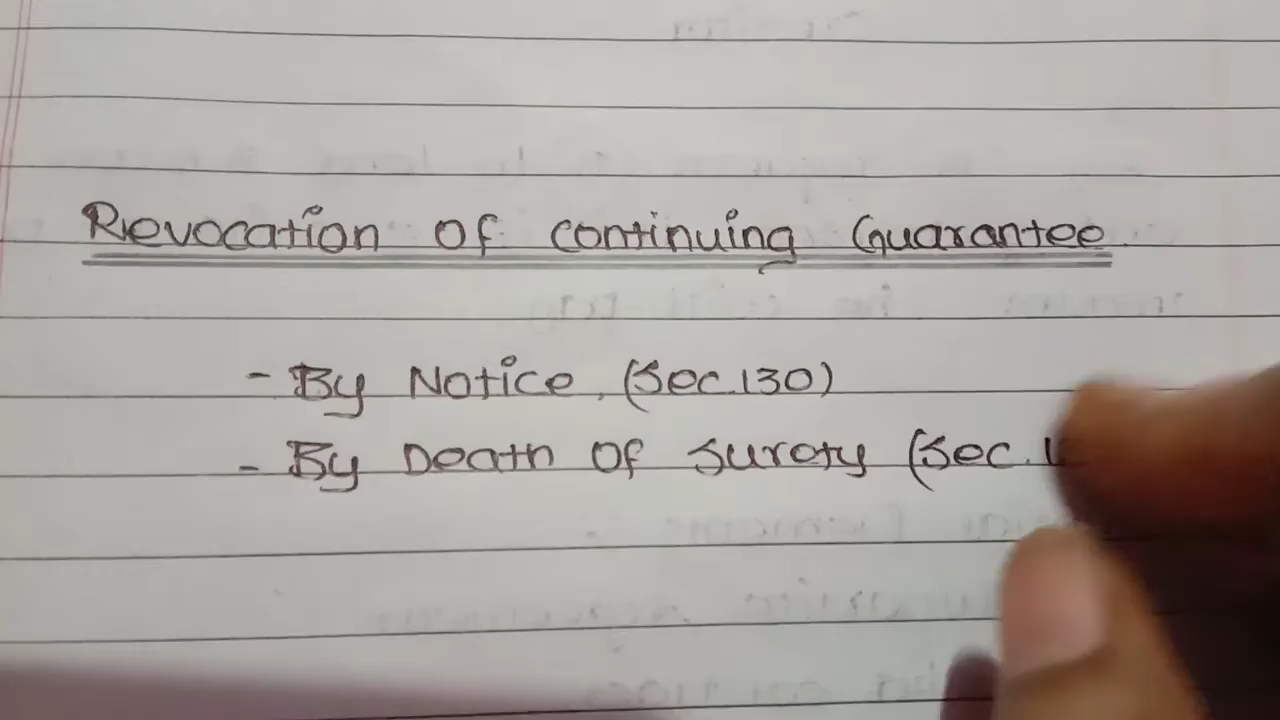 Revocation of continuing Guarantee
- By Notice. (Sec.130)
- By Death of surety (Sec.